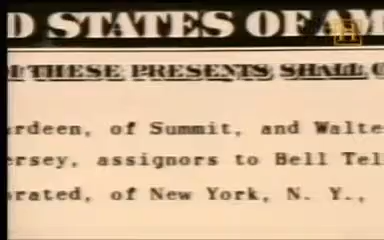 D STATES OF AM
THESE PRESENTS SHALL
rdeen, of Summit, and Walte
ersey, assignors to Bell Tel
rated, of New York, N. Y.,
H